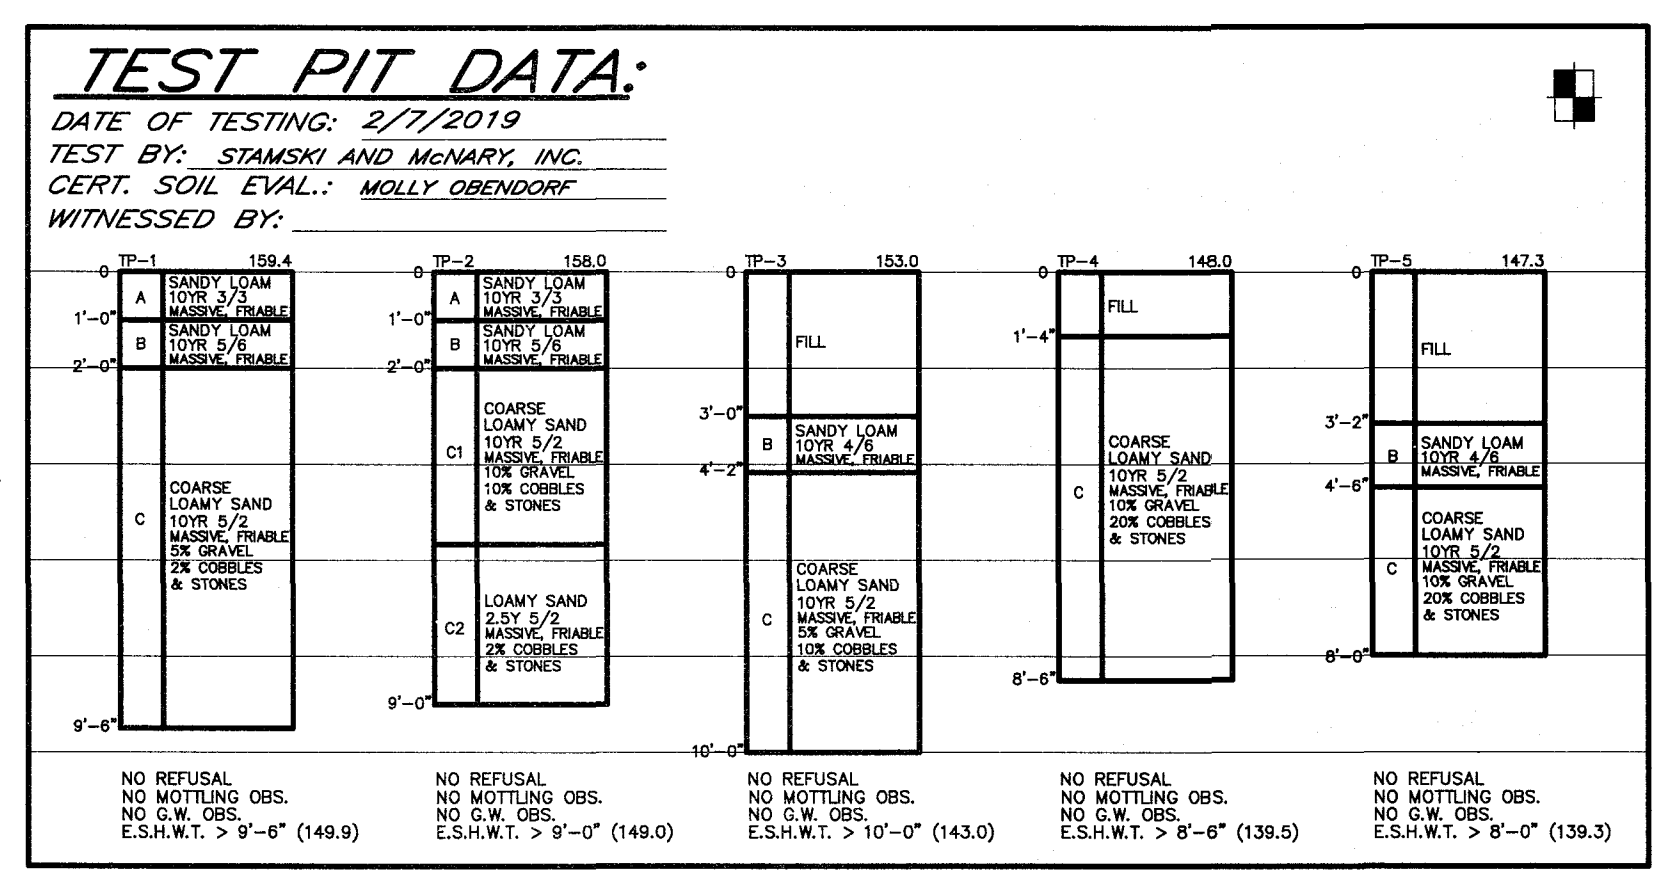 TEST PIT DATA:
DATE OF TESTING: 2/7/2019
TEST BY: STAMSKI AND McNARY, INC.
CERT. SOIL EVAL.: MOLLY OBENDORF
WITNESSED BY:
TP-1 159.4
0
A
SANDY LOAM
10YR 3/3
MASSIVE, FRIABLE
1'-0"
B
SANDY LOAM
10YR 5/6
MASSIVE, FRIABLE
2'-0"
C
COARSE
LOAMY SAND
10YR 5/2
MASSIVE, FRIABLE
5% GRAVEL
2% COBBLES
& STONES
9'-6"
NO REFUSAL
NO MOTTLING OBS.
NO G.W. OBS.
E.S.H.W.T. > 9'-6" (149.9)
TP-2 158.0
0
A
SANDY LOAM
10YR 3/3
MASSIVE, FRIABLE
1'-0"
B
SANDY LOAM
10YR 5/6
MASSIVE, FRIABLE
2'-0"
C1
COARSE
LOAMY SAND
10YR 5/2
MASSIVE, FRIABLE
10% GRAVEL
10% COBBLES
& STONES
C2
LOAMY SAND
2.5Y 5/2
MASSIVE, FRIABLE
2% COBBLES
& STONES
9'-0"
NO REFUSAL
NO MOTTLING OBS.
NO G.W. OBS.
E.S.H.W.T. > 9'-0" (149.0)
TP-3 153.0
0
FILL
3'-0"
B
SANDY LOAM
10YR 4/6
MASSIVE, FRIABLE
4'-2"
C
COARSE
LOAMY SAND
10YR 5/2
MASSIVE, FRIABLE
5% GRAVEL
10% COBBLES
& STONES
10'-0"
NO REFUSAL
NO MOTTLING OBS.
NO G.W. OBS.
E.S.H.W.T. > 10'-0" (143.0)
TP-4 148.0
0
FILL
1'-4"
C
COARSE
LOAMY SAND
10YR 5/2
MASSIVE, FRIABLE
10% GRAVEL
20% COBBLES
& STONES
8'-6"
NO REFUSAL
NO MOTTLING OBS.
NO G.W. OBS.
E.S.H.W.T. > 8'-6" (139.5)
TP-5 147.3
0
FILL
3'-2"
B
SANDY LOAM
10YR 4/6
MASSIVE, FRIABLE
4'-6"
C
COARSE
LOAMY SAND
10YR 5/2
MASSIVE, FRIABLE
10% GRAVEL
20% COBBLES
& STONES
8'-0"
NO REFUSAL
NO MOTTLING OBS.
NO G.W. OBS.
E.S.H.W.T. > 8'-0" (139.3)